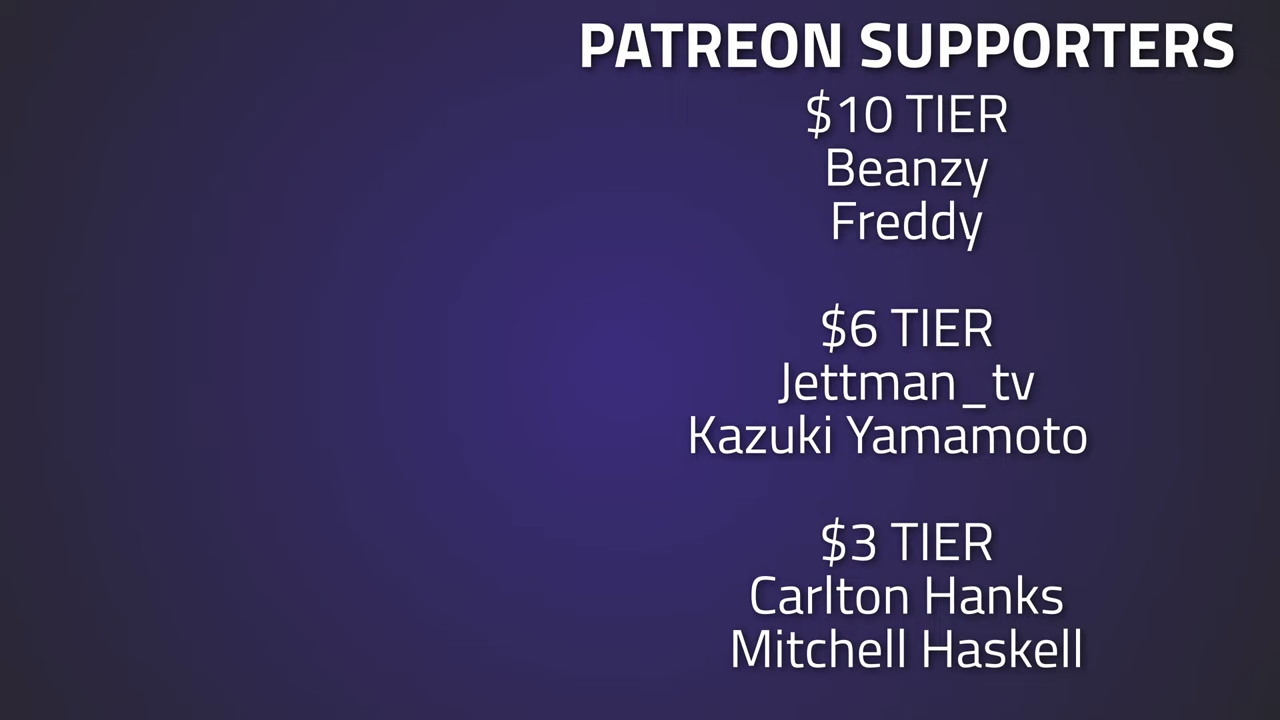 PATREON SUPPORTERS
$10 TIER
Beanzy
Freddy
$6 TIER
Jettman_tv
Kazuki Yamamoto
$3 TIER
Carlton Hanks
Mitchell Haskell